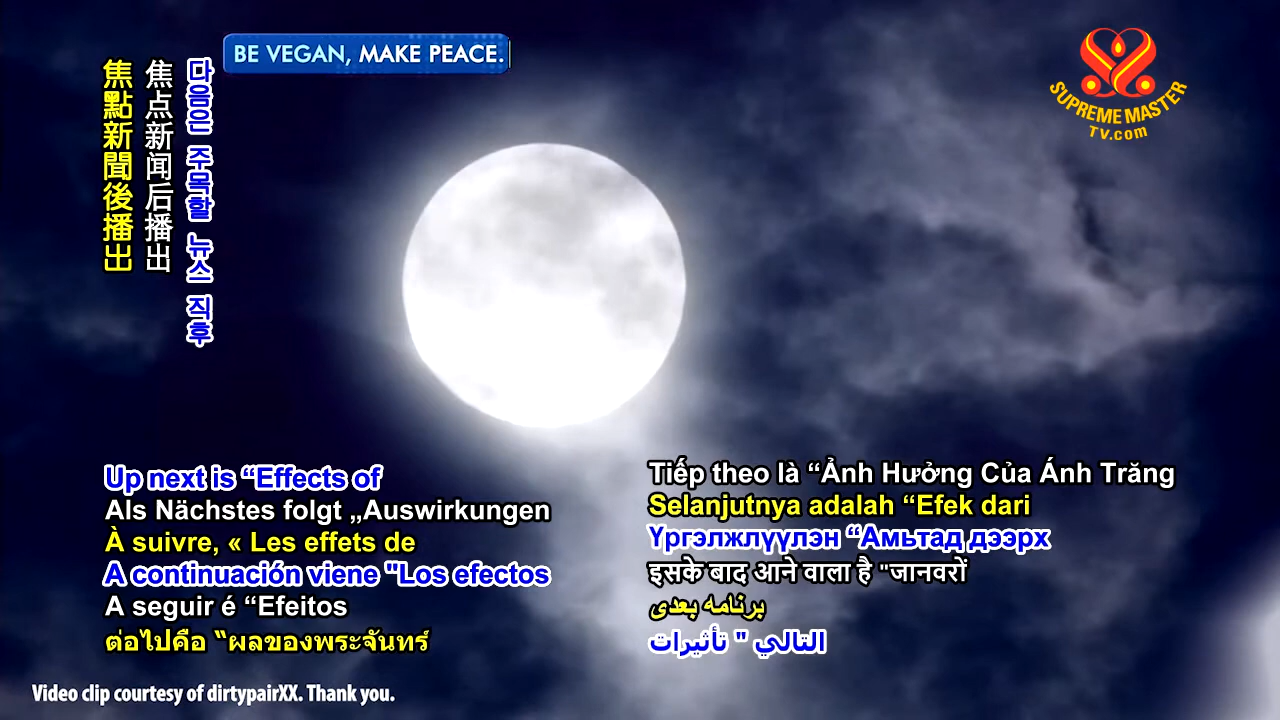 BE VEGAN, MAKE PEACE.
SUPREME MASTER
TV.com
다음은 주목할 뉴스 직후
焦点新闻后播出
焦點新聞後播出
Up next is “Effects of
Als Nächstes folgt „Auswirkungen
À suivre, « Les effets de
A continuación viene "Los efectos
A seguir é “Efeitos
ต่อไปคือ “ผลของพระจันทร์
Tiếp theo là “Ảnh Hưởng Của Ánh Trăng
Selanjutnya adalah “Efek dari
Үргэлжлүүлэн “Амьтад дээрх
इसके बाद आने वाला है "जानवरों
برنامه بعدی
التالي " تأثيرات
Video clip courtesy of dirtypairXX. Thank you.